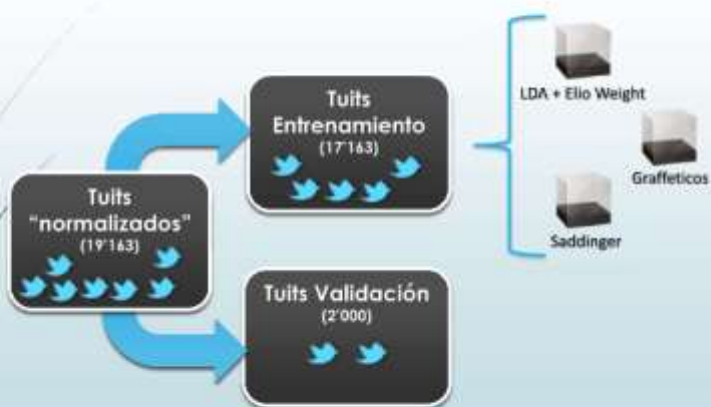 Tuits
"normalizados"
(19'163)
Tuits
Entrenamiento
(17'163)
Tuits Validación
(2'000)
LDA + Elio Weight
Graffeticos
Saddinger